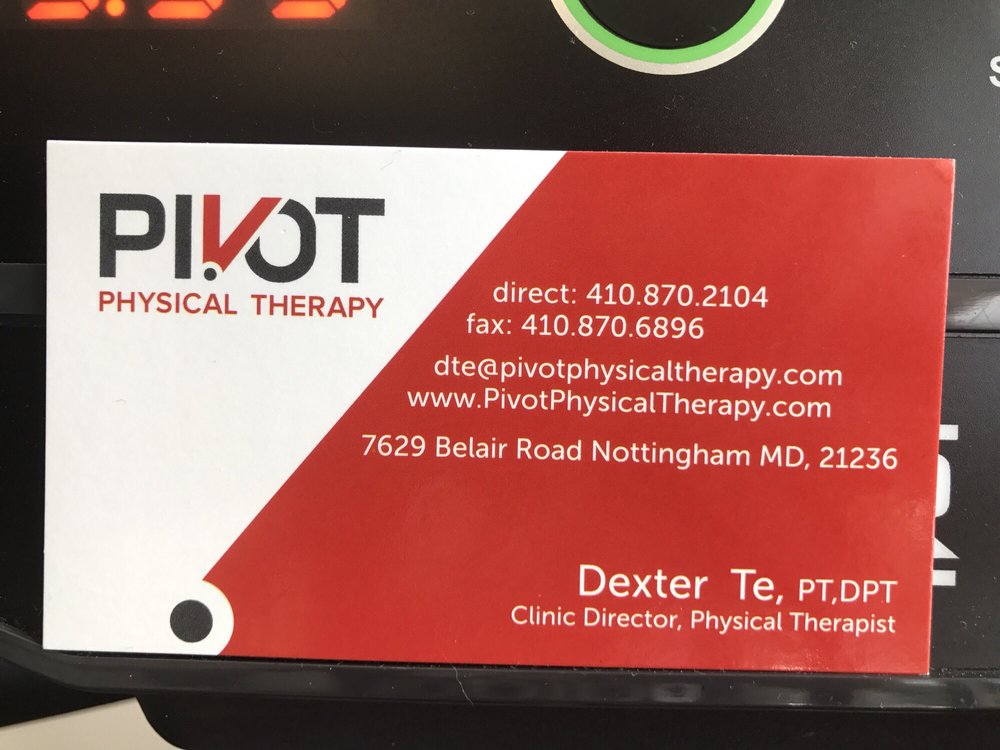 PIVOT
PHYSICAL THERAPY
direct: 410.870.2104
fax: 410.870.6896
dte@pivotphysicaltherapy.com
www.PivotPhysicalTherapy.com
7629 Belair Road Nottingham MD, 21236
Dexter Te, PT,DPT
Clinic Director, Physical Therapist